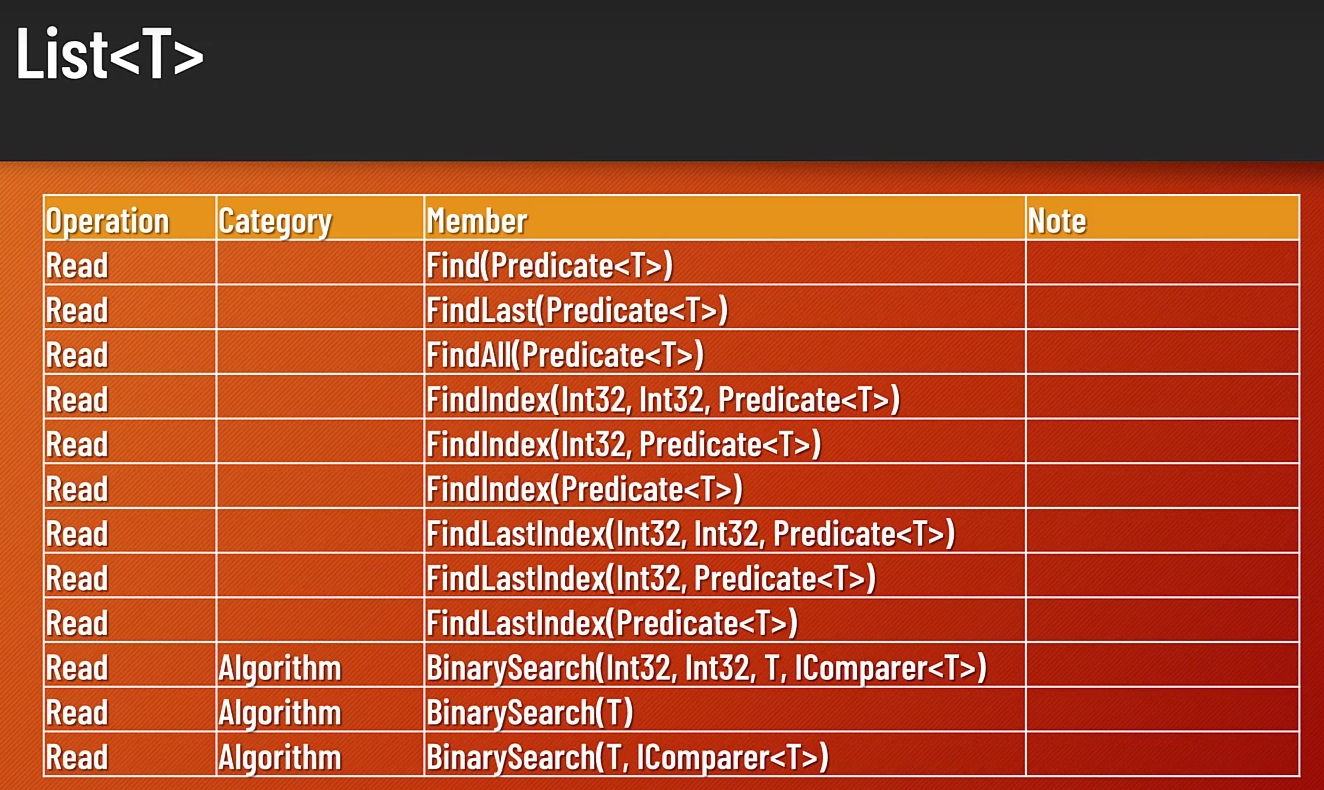 List<T>
Operation Category Member Note
Read Find(Predicate<T>)
Read FindLast(Predicate<T>)
Read FindAll(Predicate<T>)
Read FindIndex(Int32, Int32, Predicate<T>)
Read FindIndex(Int32, Predicate<T>)
Read FindIndex(Predicate<T>)
Read FindLastIndex(Int32, Int32, Predicate<T>)
Read FindLastIndex(Int32, Predicate<T>)
Read FindLastIndex(Predicate<T>)
Read Algorithm BinarySearch(Int32, Int32, T, IComparer<T>)
Read Algorithm BinarySearch(T)
Read Algorithm BinarySearch(T, IComparer<T>)